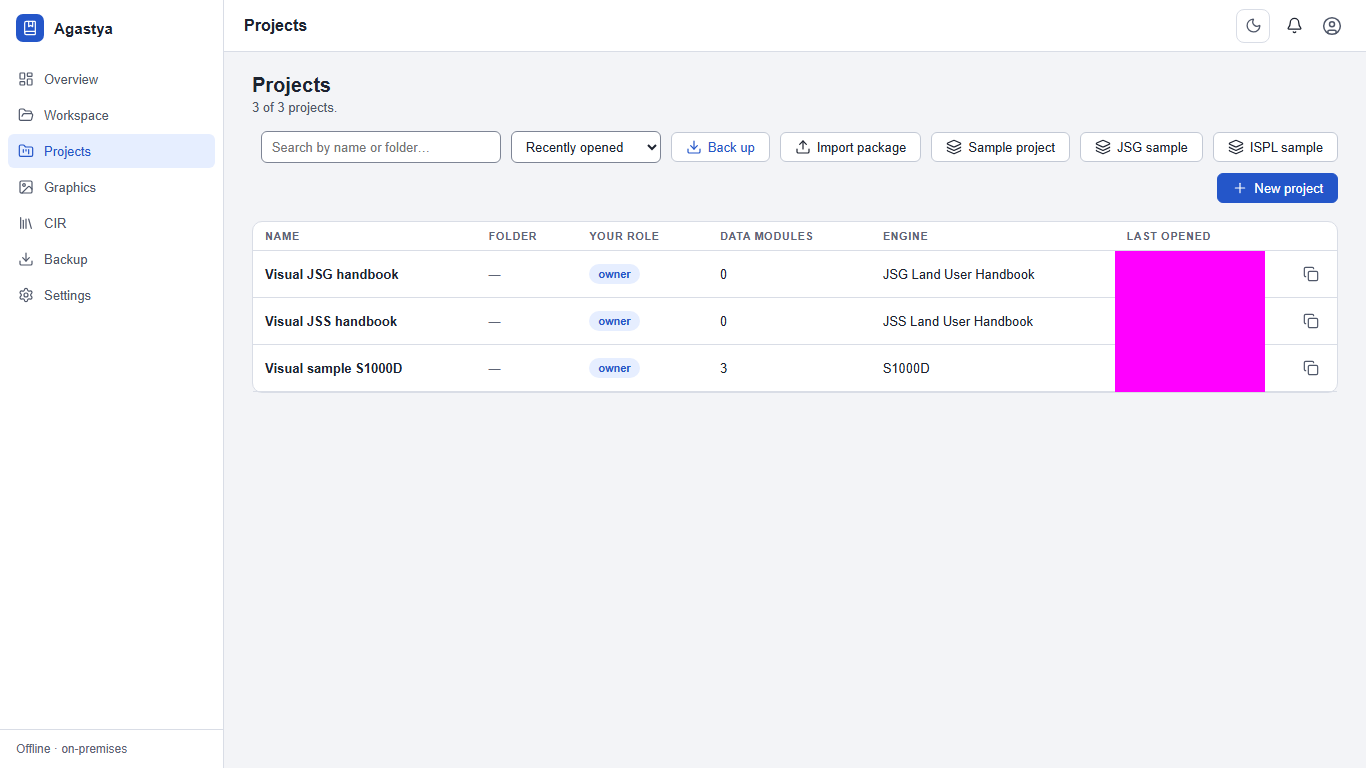 Agastya
Projects
Overview
Workspace
Projects
Graphics
CIR
Backup
Settings
Offline · on-premises
Projects
3 of 3 projects.
Search by name or folder…
Recently opened
Back up
Import package
Sample project
JSG sample
ISPL sample
New project
NAME FOLDER YOUR ROLE DATA MODULES ENGINE LAST OPENED
Visual JSG handbook — owner 0 JSG Land User Handbook
Visual JSS handbook — owner 0 JSS Land User Handbook
Visual sample S1000D — owner 3 S1000D